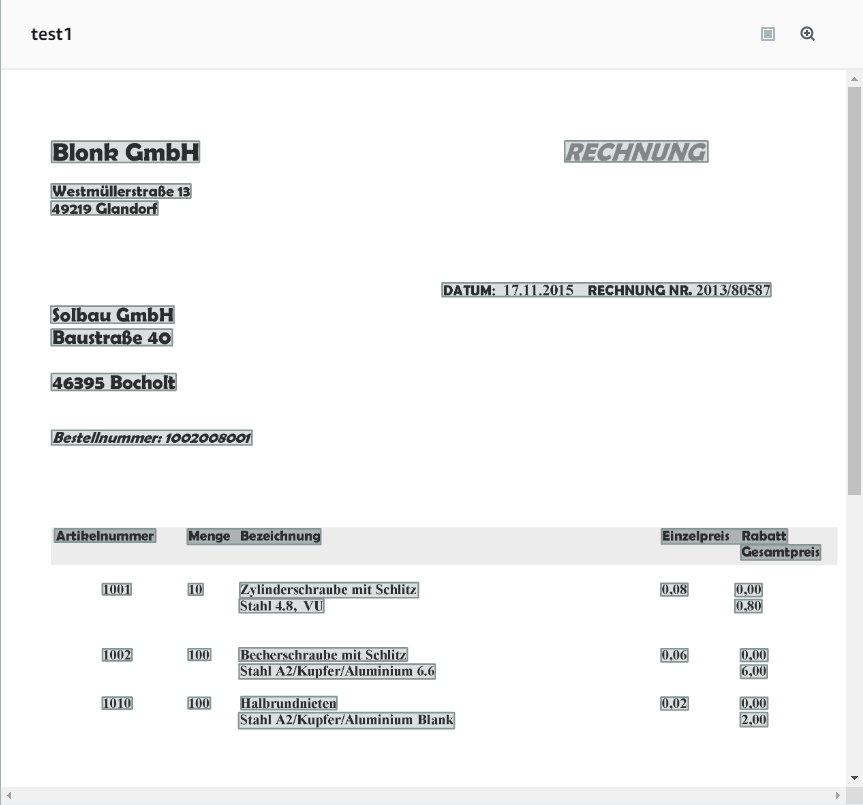 test1
Blonk GmbH RECHNUNG
Westmüllerstraße 13
49219 Glandorf
DATUM: 17.11.2015 RECHNUNG NR. 2013/80587
Solbau GmbH
Baustraße 40
46395 Bocholt
Bestellnummer: 1002008001
Artikelnummer Menge Bezeichnung Einzelpreis Rabatt
Gesamtpreis
1001 10 Zylinderschraube mit Schlitz 0,08 0,00
Stahl 4.8, VU 0,80
1002 100 Becherschraube mit Schlitz 0,06 0,00
Stahl A2/Kupfer/Aluminium 6.6 6,00
1010 100 Halbrundnieten 0,02 0,00
Stahl A2/Kupfer/Aluminium Blank 2,00